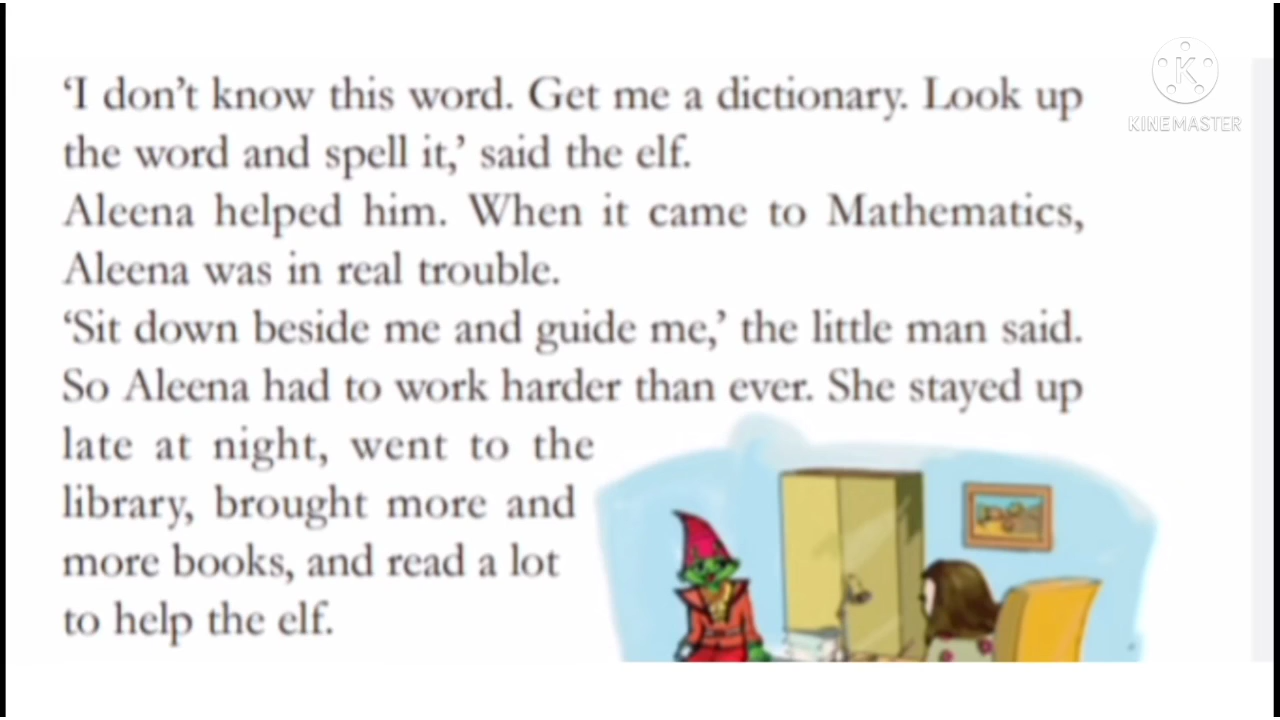 ‘I don’t know this word. Get me a dictionary. Look up
the word and spell it,’ said the elf.
Aleena helped him. When it came to Mathematics,
Aleena was in real trouble.
‘Sit down beside me and guide me,’ the little man said.
So Aleena had to work harder than ever. She stayed up
late at night, went to the
library, brought more and
more books, and read a lot
to help the elf.
KINEMASTER